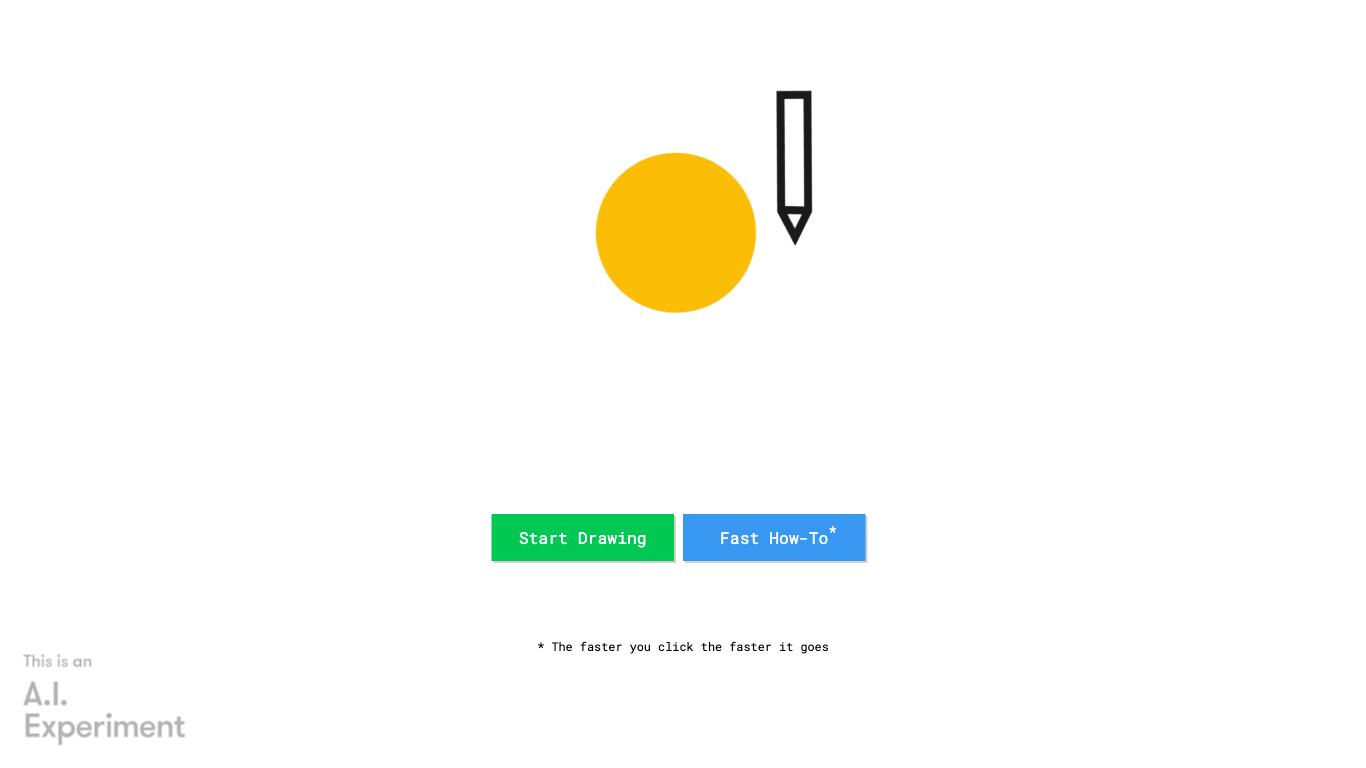 Start Drawing
Fast How-To*
* The faster you click the faster it goes
This is an
A.I.
Experiment